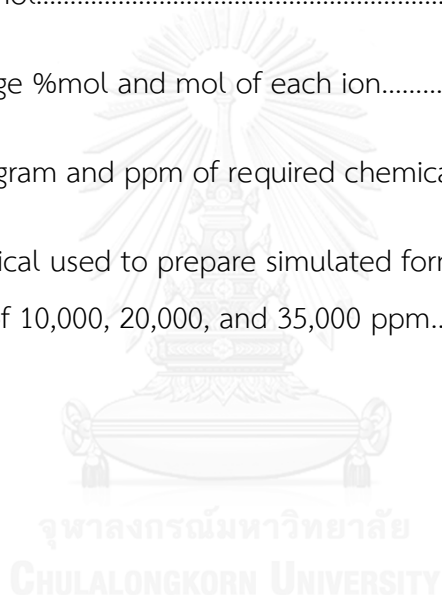 ge %mol and mol of each ion.........
gram and ppm of required chemica
ical used to prepare simulated for
f 10,000, 20,000, and 35,000 ppm..
จุฬาลงกรณ์มหาวิทยาลัย
CHULALONGKORN UNIVERSITY